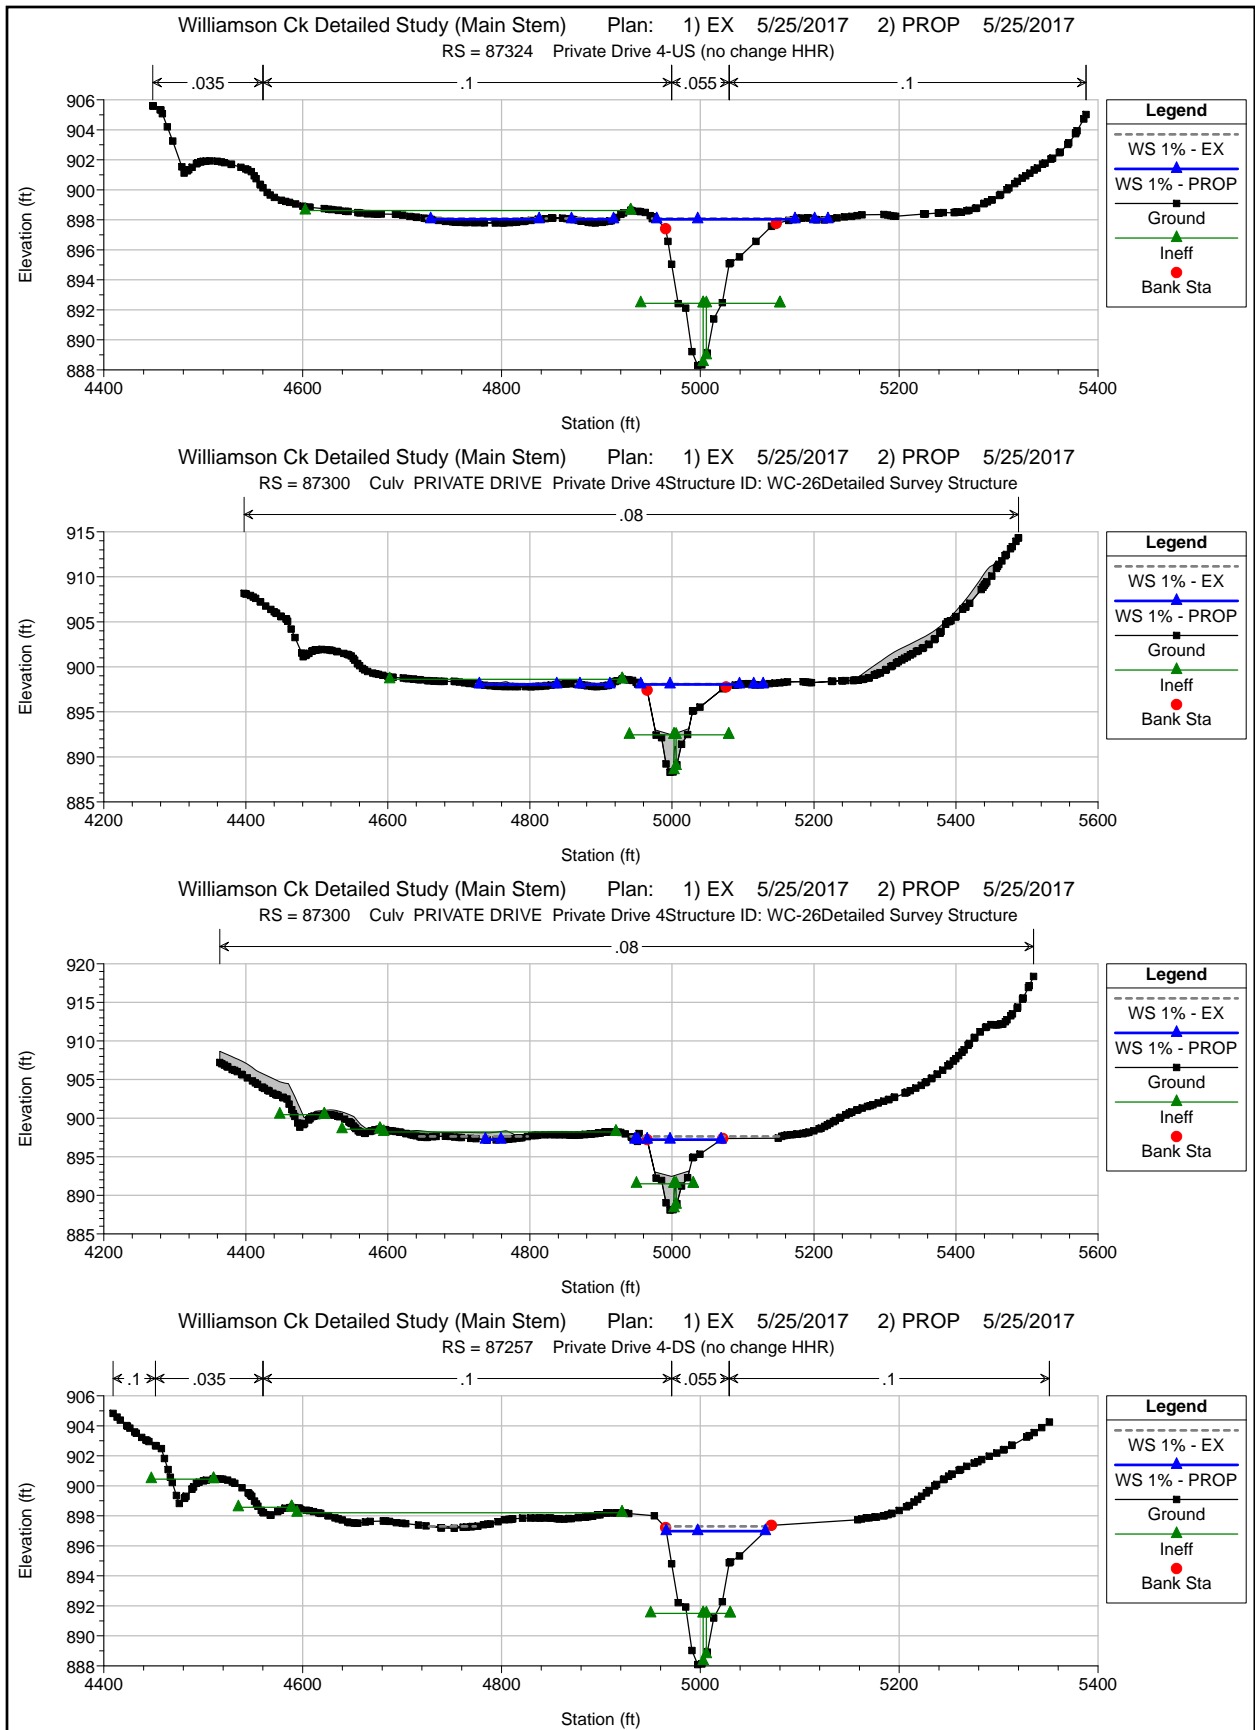 Williamson Ck Detailed Study (Main Stem) Plan: 1) EX 5/25/2017 2) PROP 5/25/2017
RS = 87324 Private Drive 4-US (no change HHR)
.035 .1 .055 .1
906
904
902
900
898
896
894
892
890
888
Elevation (ft)
4400 4600 4800 5000 5200 5400
Station (ft)
Legend
WS 1% - EX
WS 1% - PROP
Ground
Ineff
Bank Sta
Williamson Ck Detailed Study (Main Stem) Plan: 1) EX 5/25/2017 2) PROP 5/25/2017
RS = 87300 Culv PRIVATE DRIVE Private Drive 4Structure ID: WC-26Detailed Survey Structure
.08
915
910
905
900
895
890
885
Elevation (ft)
4200 4400 4600 4800 5000 5200 5400 5600
Station (ft)
Legend
WS 1% - EX
WS 1% - PROP
Ground
Ineff
Bank Sta
Williamson Ck Detailed Study (Main Stem) Plan: 1) EX 5/25/2017 2) PROP 5/25/2017
RS = 87300 Culv PRIVATE DRIVE Private Drive 4Structure ID: WC-26Detailed Survey Structure
.08
920
915
910
905
900
895
890
885
Elevation (ft)
4200 4400 4600 4800 5000 5200 5400 5600
Station (ft)
Legend
WS 1% - EX
WS 1% - PROP
Ground
Ineff
Bank Sta
Williamson Ck Detailed Study (Main Stem) Plan: 1) EX 5/25/2017 2) PROP 5/25/2017
RS = 87257 Private Drive 4-DS (no change HHR)
.1 .035 .1 .055 .1
906
904
902
900
898
896
894
892
890
888
Elevation (ft)
4400 4600 4800 5000 5200 5400
Station (ft)
Legend
WS 1% - EX
WS 1% - PROP
Ground
Ineff
Bank Sta